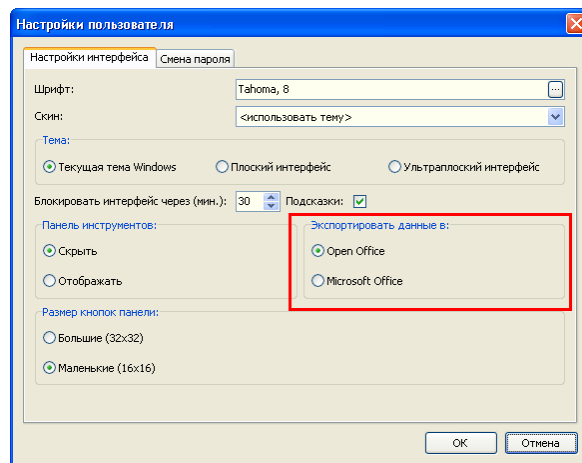 Настройки пользователя
Настройки интерфейса Смена пароля
Шрифт: Tahoma, 8 ...
Скин: <использовать тему>
Тема:
Текущая тема Windows Плоский интерфейс Ультраплоский интерфейс
Блокировать интерфейс через (мин.): 30 Подсказки:
Панель инструментов: Экспортировать данные в:
Скрыть Open Office
Отображать Microsoft Office
Размер кнопок панели:
Большие (32x32)
Маленькие (16x16)
OK Отмена